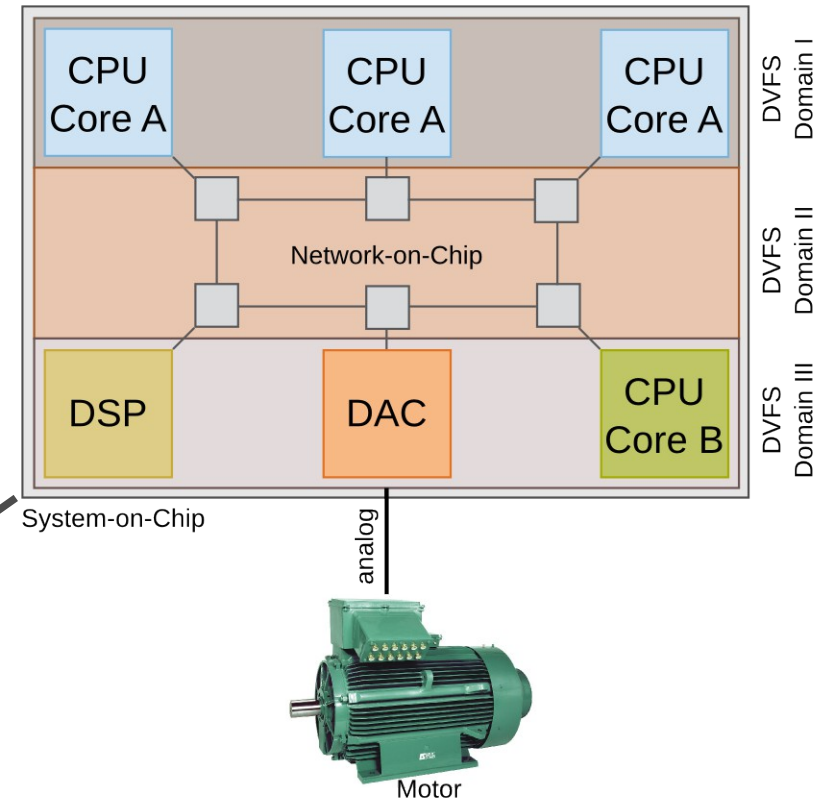 CPU
Core A
CPU
Core A
CPU
Core A
DVFS
Domain I
Network-on-Chip
DVFS
Domain II
DSP
DAC
CPU
Core B
DVFS
Domain III
System-on-Chip
analog
Motor